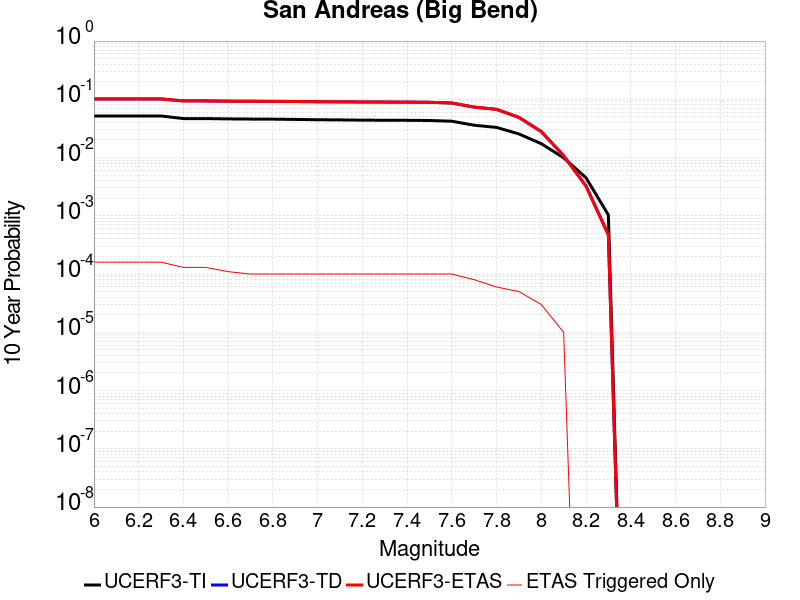 San Andreas (Big Bend)
10^0
10^-1
10^-2
10^-3
10^-4
10^-5
10^-6
10^-7
10^-8
10 Year Probability
6 6.2 6.4 6.6 6.8 7 7.2 7.4 7.6 7.8 8 8.2 8.4 8.6 8.8 9
Magnitude
UCERF3-TI UCERF3-TD UCERF3-ETAS ETAS Triggered Only